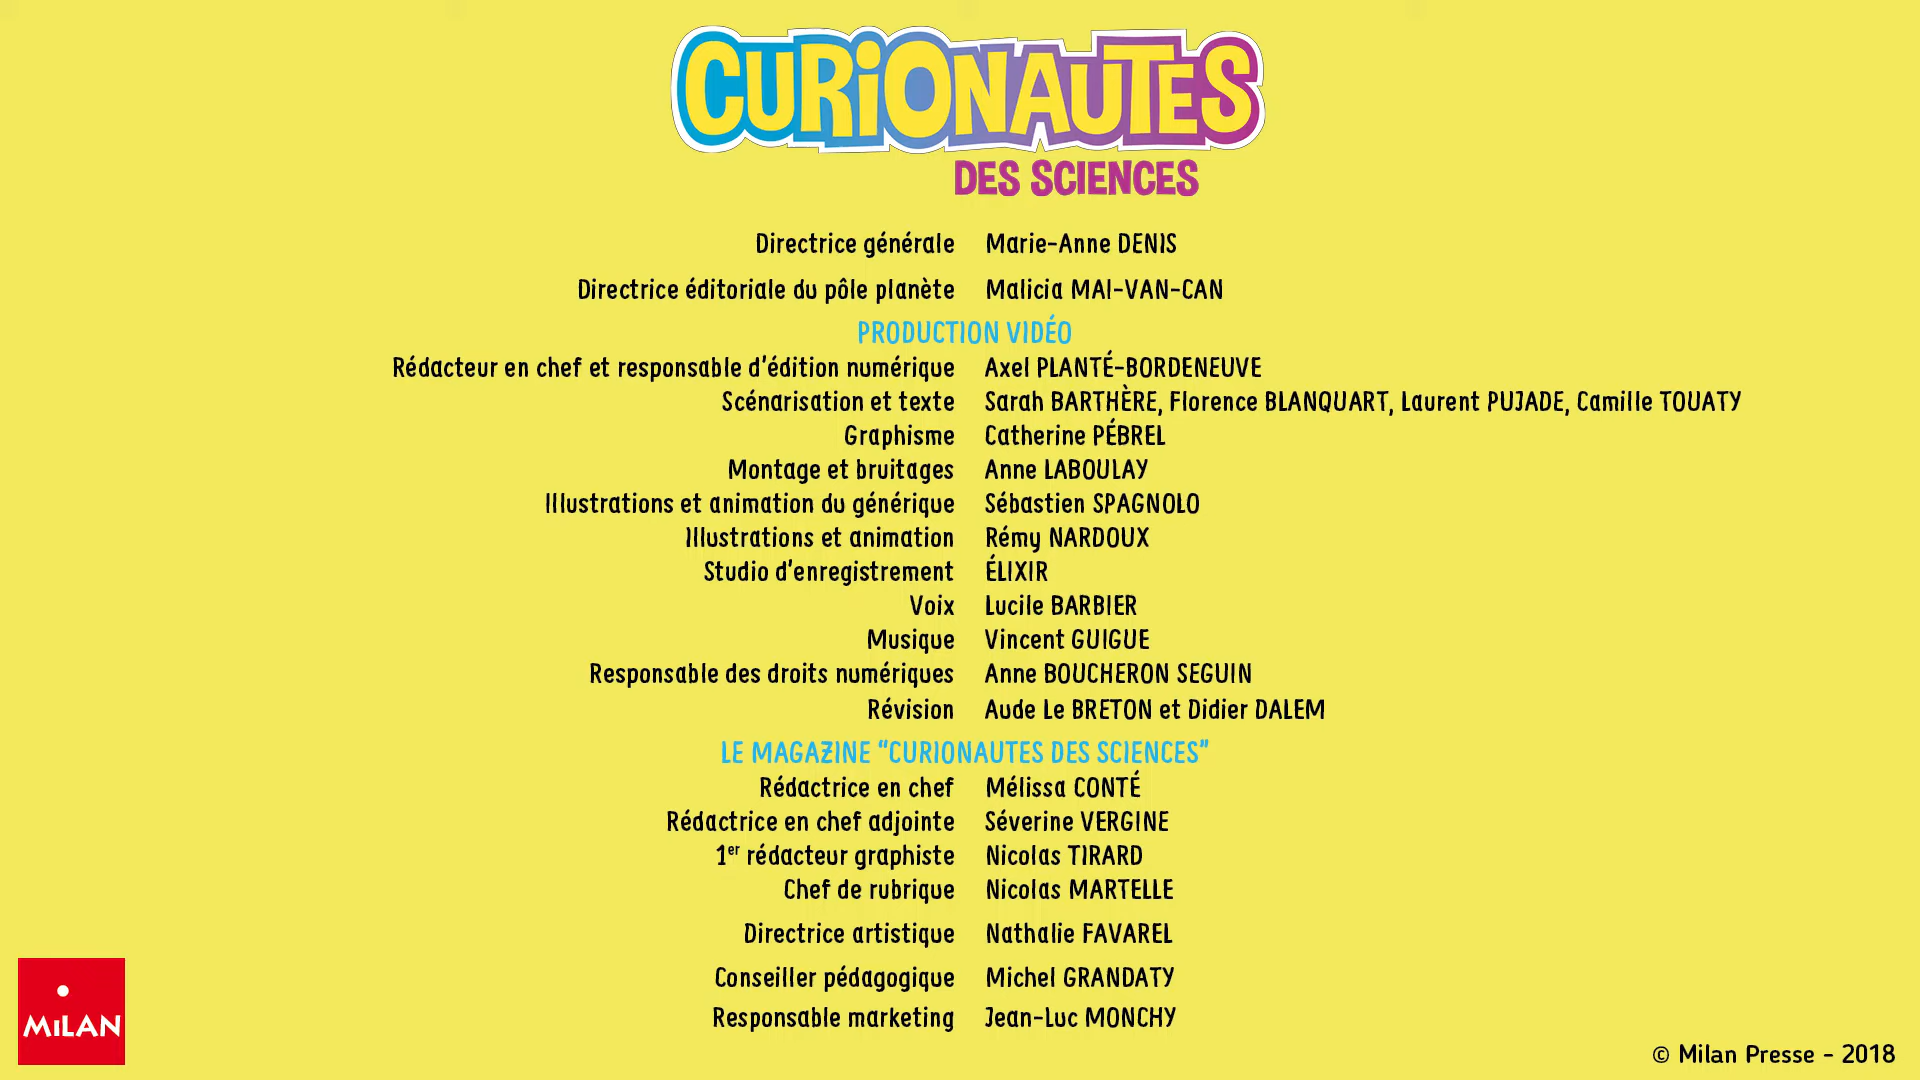 CURIONAUTES
DES SCIENCES
Directrice générale Marie-Anne DENIS
Directrice éditoriale du pôle planète Malicia MAI-VAN-CAN
PRODUCTION VIDÉO
Rédacteur en chef et responsable d'édition numérique Axel PLANTÉ-BORDENEUVE
Scénarisation et texte Sarah BARTHÈRE, Florence BLANQUART, Laurent PUJADE, Camille TOUATY
Graphisme Catherine PÉBREL
Montage et bruitages Anne LABOULAY
Illustrations et animation du générique Sébastien SPAGNOLO
Illustrations et animation Rémy NARDOUX
Studio d'enregistrement ÉLIXIR
Voix Lucile BARBIER
Musique Vincent GUIGUE
Responsable des droits numériques Anne BOUCHERON SEGUIN
Révision Aude Le BRETON et Didier DALEM
LE MAGAZINE “CURIONAUTES DES SCIENCES”
Rédactrice en chef Mélissa CONTÉ
Rédactrice en chef adjointe Séverine VERGINE
1er rédacteur graphiste Nicolas TIRARD
Chef de rubrique Nicolas MARTELLE
Directrice artistique Nathalie FAVAREL
Conseiller pédagogique Michel GRANDATY
Responsable marketing Jean-Luc MONCHY
MiLAN
© Milan Presse - 2018